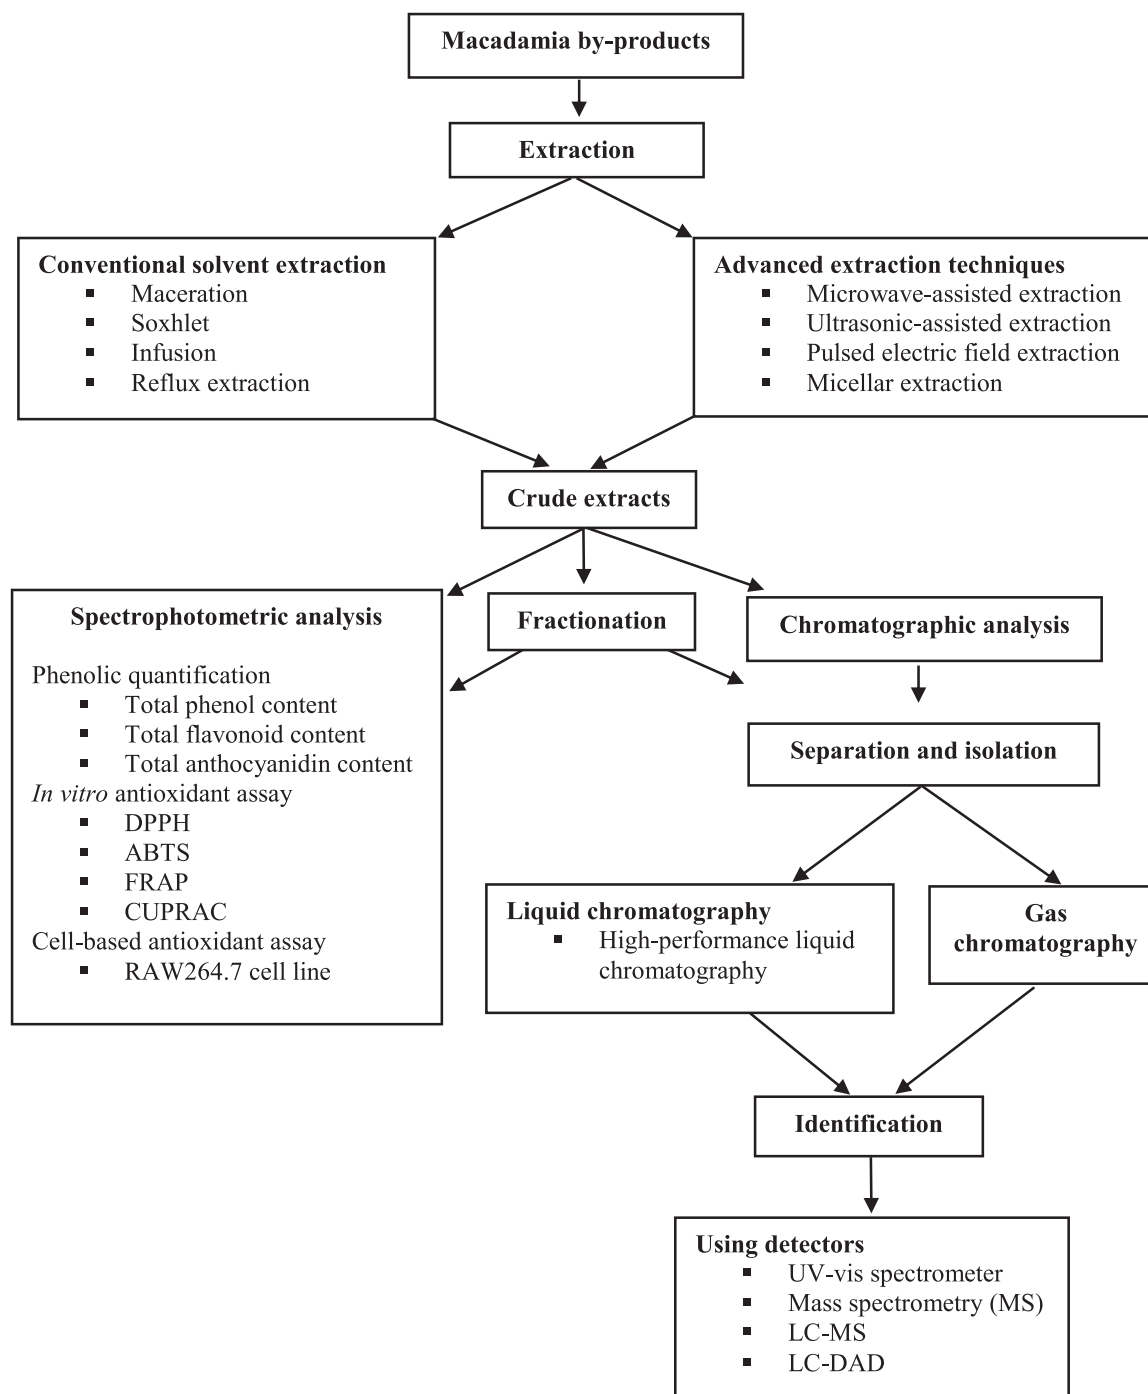 Macadamia by-products
Extraction
Conventional solvent extraction
▪ Maceration
▪ Soxhlet
▪ Infusion
▪ Reflux extraction
Advanced extraction techniques
▪ Microwave-assisted extraction
▪ Ultrasonic-assisted extraction
▪ Pulsed electric field extraction
▪ Micellar extraction
Crude extracts
Spectrophotometric analysis
Phenolic quantification
▪ Total phenol content
▪ Total flavonoid content
▪ Total anthocyanidin content
In vitro antioxidant assay
▪ DPPH
▪ ABTS
▪ FRAP
▪ CUPRAC
Cell-based antioxidant assay
▪ RAW264.7 cell line
Fractionation
Chromatographic analysis
Separation and isolation
Liquid chromatography
▪ High-performance liquid
chromatography
Gas
chromatography
Identification
Using detectors
▪ UV-vis spectrometer
▪ Mass spectrometry (MS)
▪ LC-MS
▪ LC-DAD